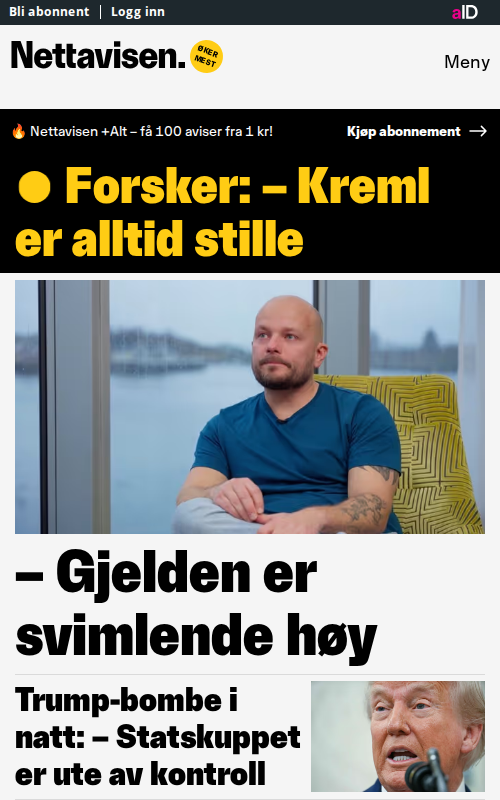 Bli abonnent | Logg inn
aID
Nettavisen. ØKER MEST
Meny
🔥 Nettavisen +Alt – få 100 aviser fra 1 kr!
Kjøp abonnement →
● Forsker: – Kreml
er alltid stille
– Gjelden er
svimlende høy
Trump-bombe i
natt: – Statskuppet
er ute av kontroll